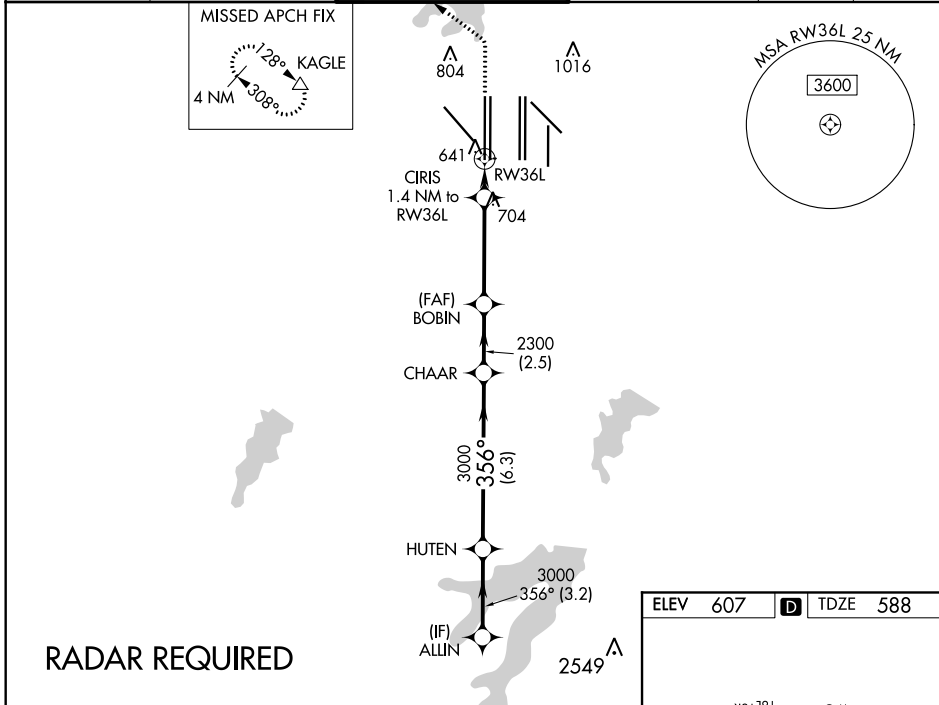 MISSED APCH FIX
128°
KAGLE
4 NM
308°
804
1016
MSA RW36L 25 NM
3600
641
RW36L
CIRIS
1.4 NM to
RW36L
704
(FAF)
BOBIN
2300
(2.5)
CHAAR
3000
356°
(6.3)
HUTEN
3000
356° (3.2)
(IF)
ALLIN
2549
RADAR REQUIRED
ELEV 607 D TDZE 588